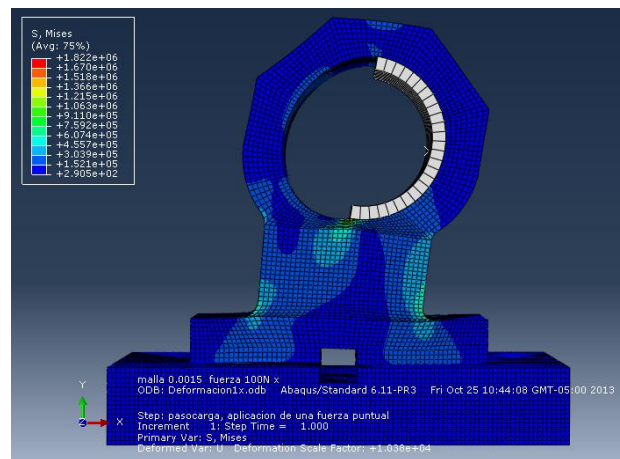 S, Mises
(Avg: 75%)
+1.822e+06
+1.670e+06
+1.518e+06
+1.366e+06
+1.215e+06
+1.063e+06
+9.110e+05
+7.592e+05
+6.074e+05
+4.557e+05
+3.039e+05
+1.521e+05
+2.905e+02
malla 0.0015 fuerza 100N x
ODB: Deformacion1x.odb Abaqus/Standard 6.11-PR3 Fri Oct 25 10:44:08 GMT-05:00 2013
Y
Z X
Step: pasocarga, aplicacion de una fuerza puntual
Increment 1: Step Time = 1.000
Primary Var: S, Mises
Deformed Var: U Deformation Scale Factor: +1.038e+04